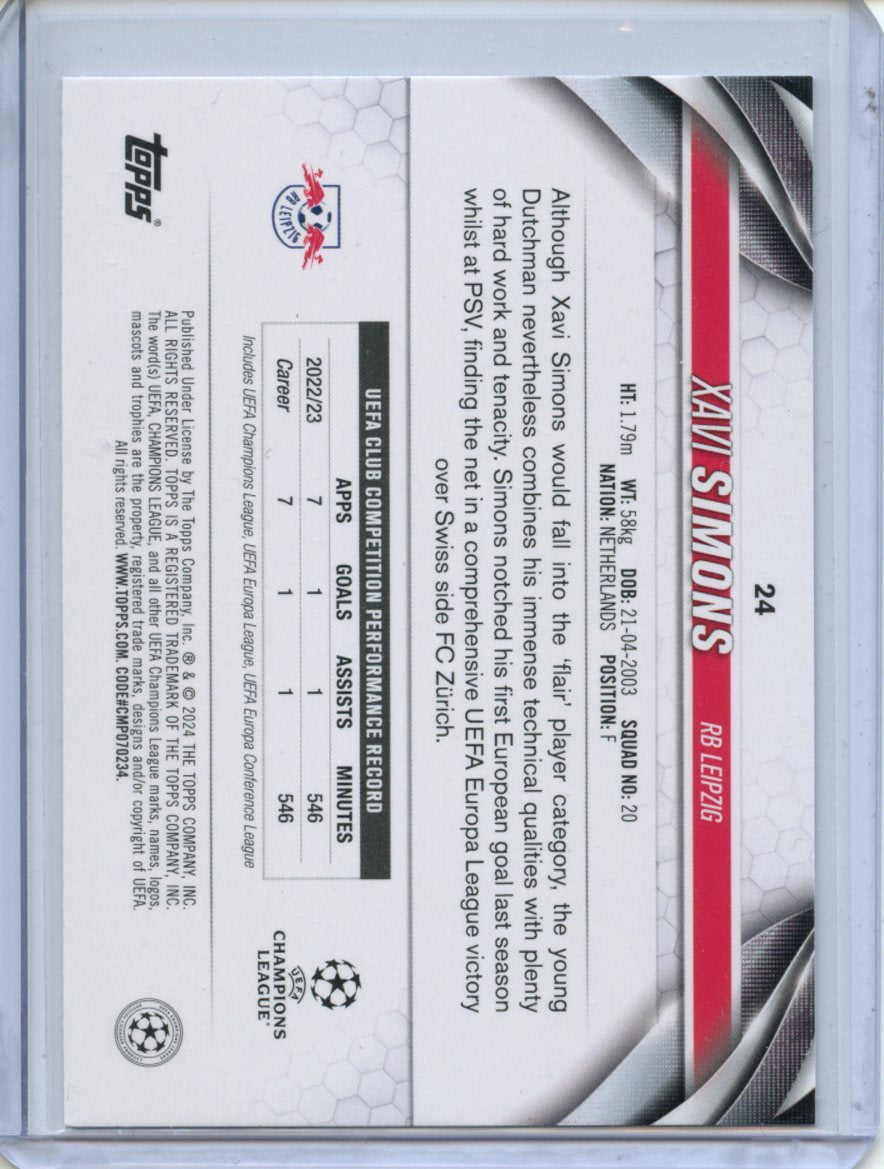 24
XAVI SIMONS RB LEIPZIG
HT: 1.79m WT: 58kg DOB: 21-04-2003 SQUAD NO: 20
NATION: NETHERLANDS POSITION: F
Although Xavi Simons would fall into the 'flair' player category, the young
Dutchman nevertheless combines his immense technical qualities with plenty
of hard work and tenacity. Simons notched his first European goal last season
whilst at PSV, finding the net in a comprehensive UEFA Europa League victory
over Swiss side FC Zürich.
RB LEIPZIG
UEFA CLUB COMPETITION PERFORMANCE RECORD
APPS GOALS ASSISTS MINUTES
2022/23 7 1 1 546
Career 7 1 1 546
Includes UEFA Champions League, UEFA Europa League, UEFA Europa Conference League
UEFA
CHAMPIONS
LEAGUE®
topps®
Published Under License by The Topps Company, Inc. ® & © 2024 THE TOPPS COMPANY, INC.
ALL RIGHTS RESERVED. TOPPS IS A REGISTERED TRADEMARK OF THE TOPPS COMPANY, INC.
The word(s) UEFA, CHAMPIONS LEAGUE, and all other UEFA Champions League marks, names, logos,
mascots and trophies are the property, registered trade marks, designs and/or copyright of UEFA.
All rights reserved. WWW.TOPPS.COM. CODE#CMP070234.